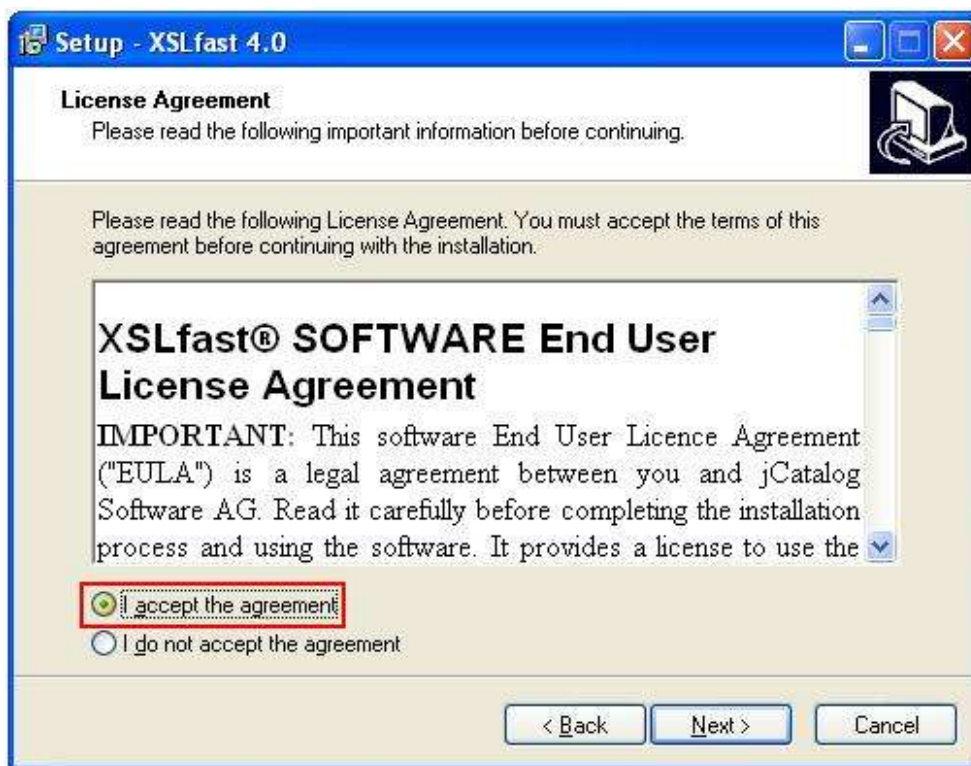 Setup - XSLfast 4.0
License Agreement
Please read the following important information before continuing.
Please read the following License Agreement. You must accept the terms of this
agreement before continuing with the installation.
XSLfast® SOFTWARE End User
License Agreement
IMPORTANT: This software End User Licence Agreement
("EULA") is a legal agreement between you and jCatalog
Software AG. Read it carefully before completing the installation
process and using the software. It provides a license to use the
I accept the agreement
I do not accept the agreement
< Back
Next >
Cancel